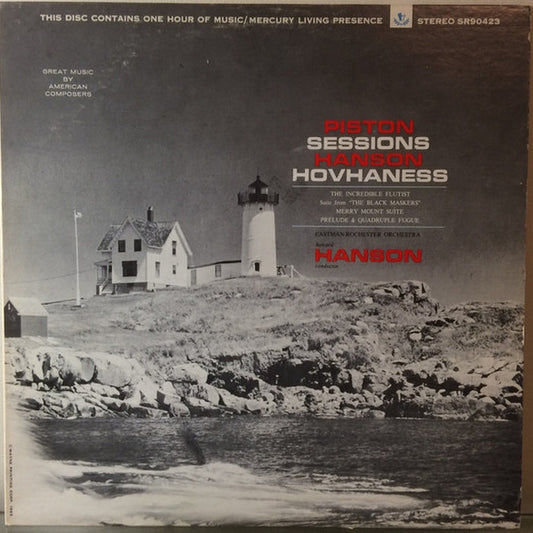 THIS DISC CONTAINS ONE HOUR OF MUSIC/MERCURY LIVING PRESENCE
STEREO SR90423
GREAT MUSIC
BY
AMERICAN
COMPOSERS
PISTON
SESSIONS
HANSON
HOVHANESS
THE INCREDIBLE FLUTIST
Suite from "THE BLACK MASKERS"
MERRY MOUNT SUITE
PRELUDE & QUADRUPLE FUGUE
EASTMAN-ROCHESTER ORCHESTRA
howard
HANSON
conductor